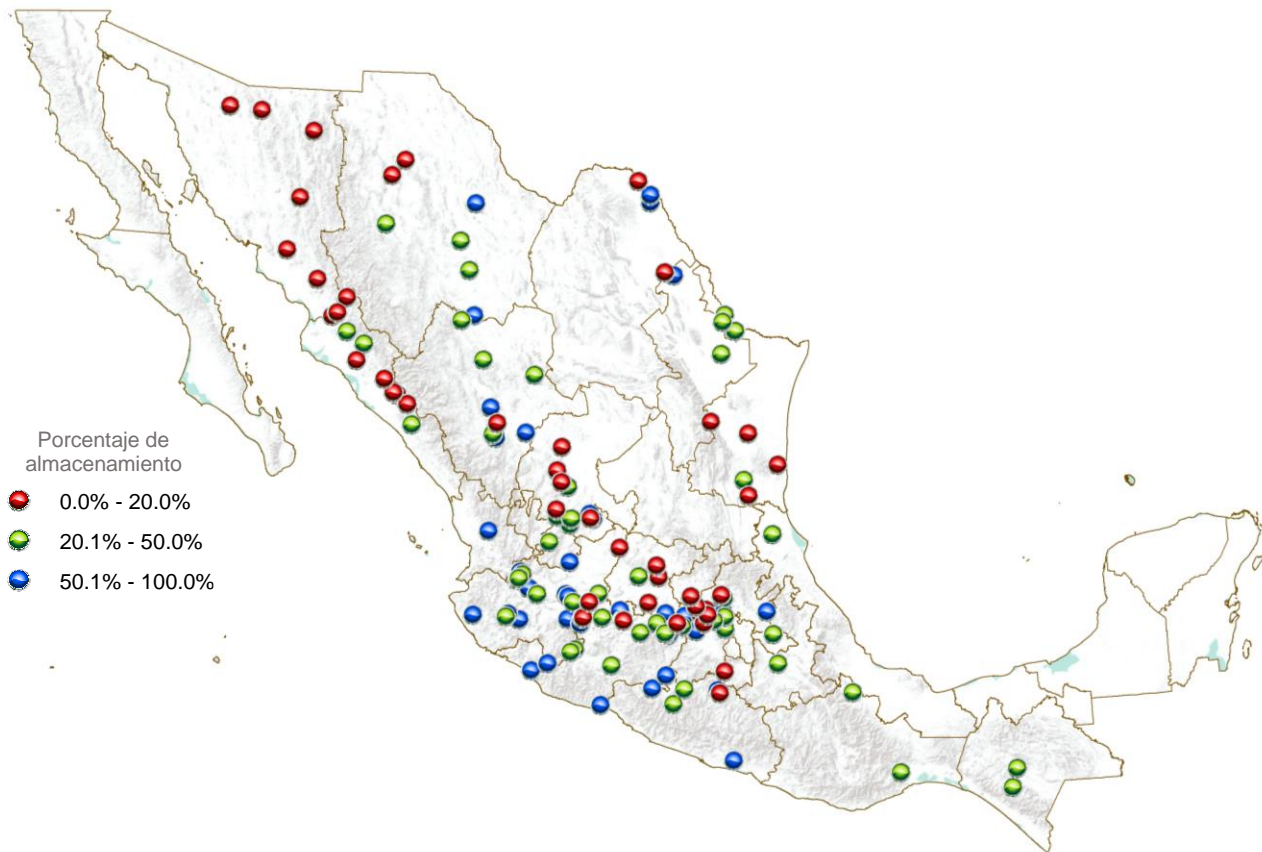 Porcentaje de
almacenamiento
0.0% - 20.0%
20.1% - 50.0%
50.1% - 100.0%